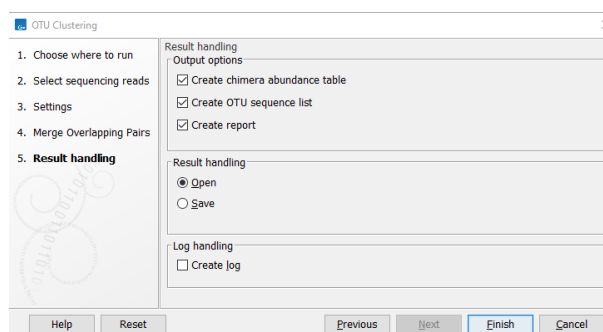 OTU Clustering
1. Choose where to run
2. Select sequencing reads
3. Settings
4. Merge Overlapping Pairs
5. Result handling
Result handling
Output options
Create chimera abundance table
Create OTU sequence list
Create report
Result handling
Open
Save
Log handling
Create log
Help
Reset
Previous
Next
Finish
Cancel